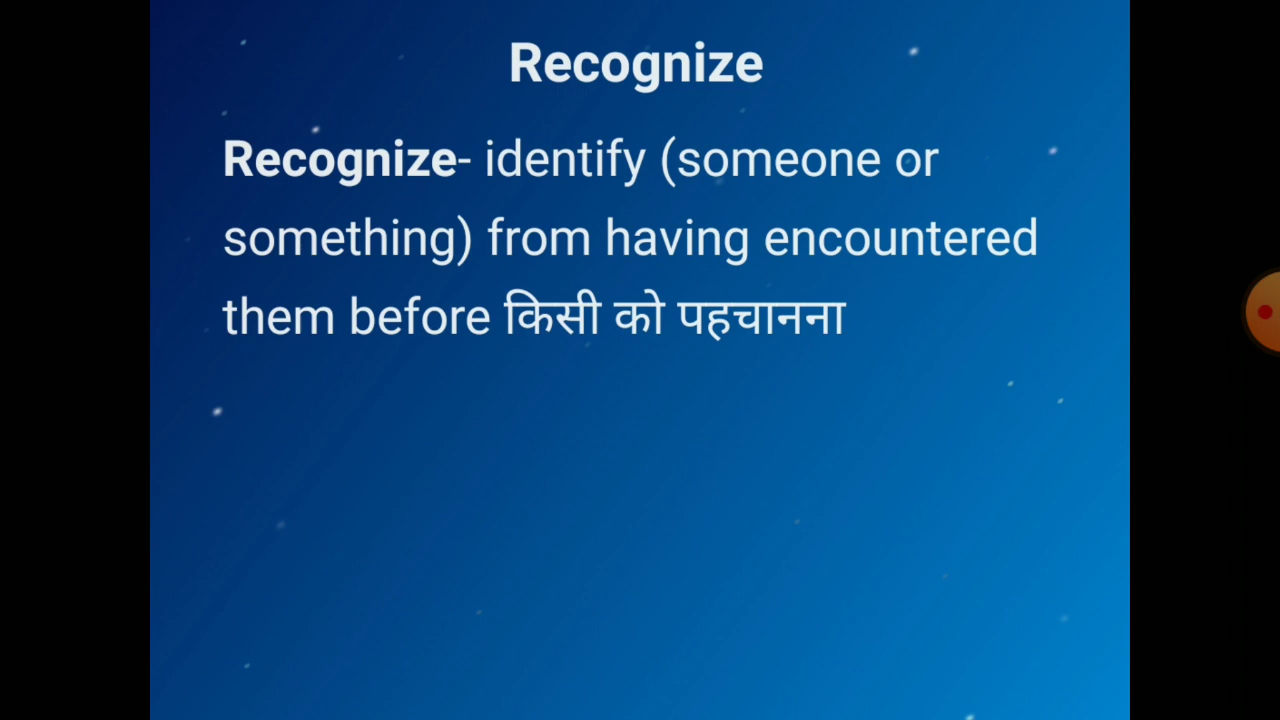 Recognize
Recognize- identify (someone or
something) from having encountered
them before किसी को पहचानना